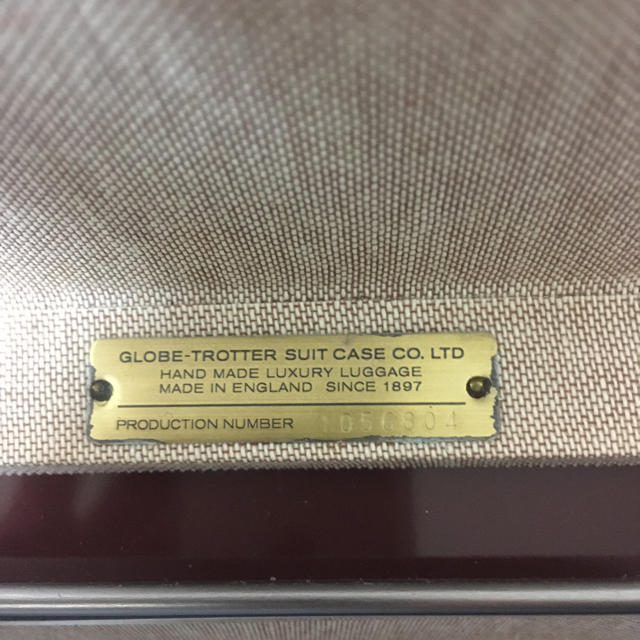 GLOBE-TROTTER SUIT CASE CO. LTD
HAND MADE LUXURY LUGGAGE
MADE IN ENGLAND SINCE 1897
PRODUCTION NUMBER